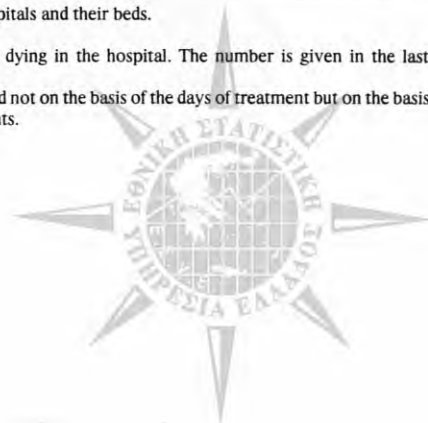 pitals and their beds.
dying in the hospital. The number is given in the last
d not on the basis of the days of treatment but on the basis
ts.
ΕΘΝΙΚΗ ΣΤΑΤΙΣΤΙΚΗ
ΥΠΗΡΕΣΙΑ ΕΛΛΑΔΟΣ